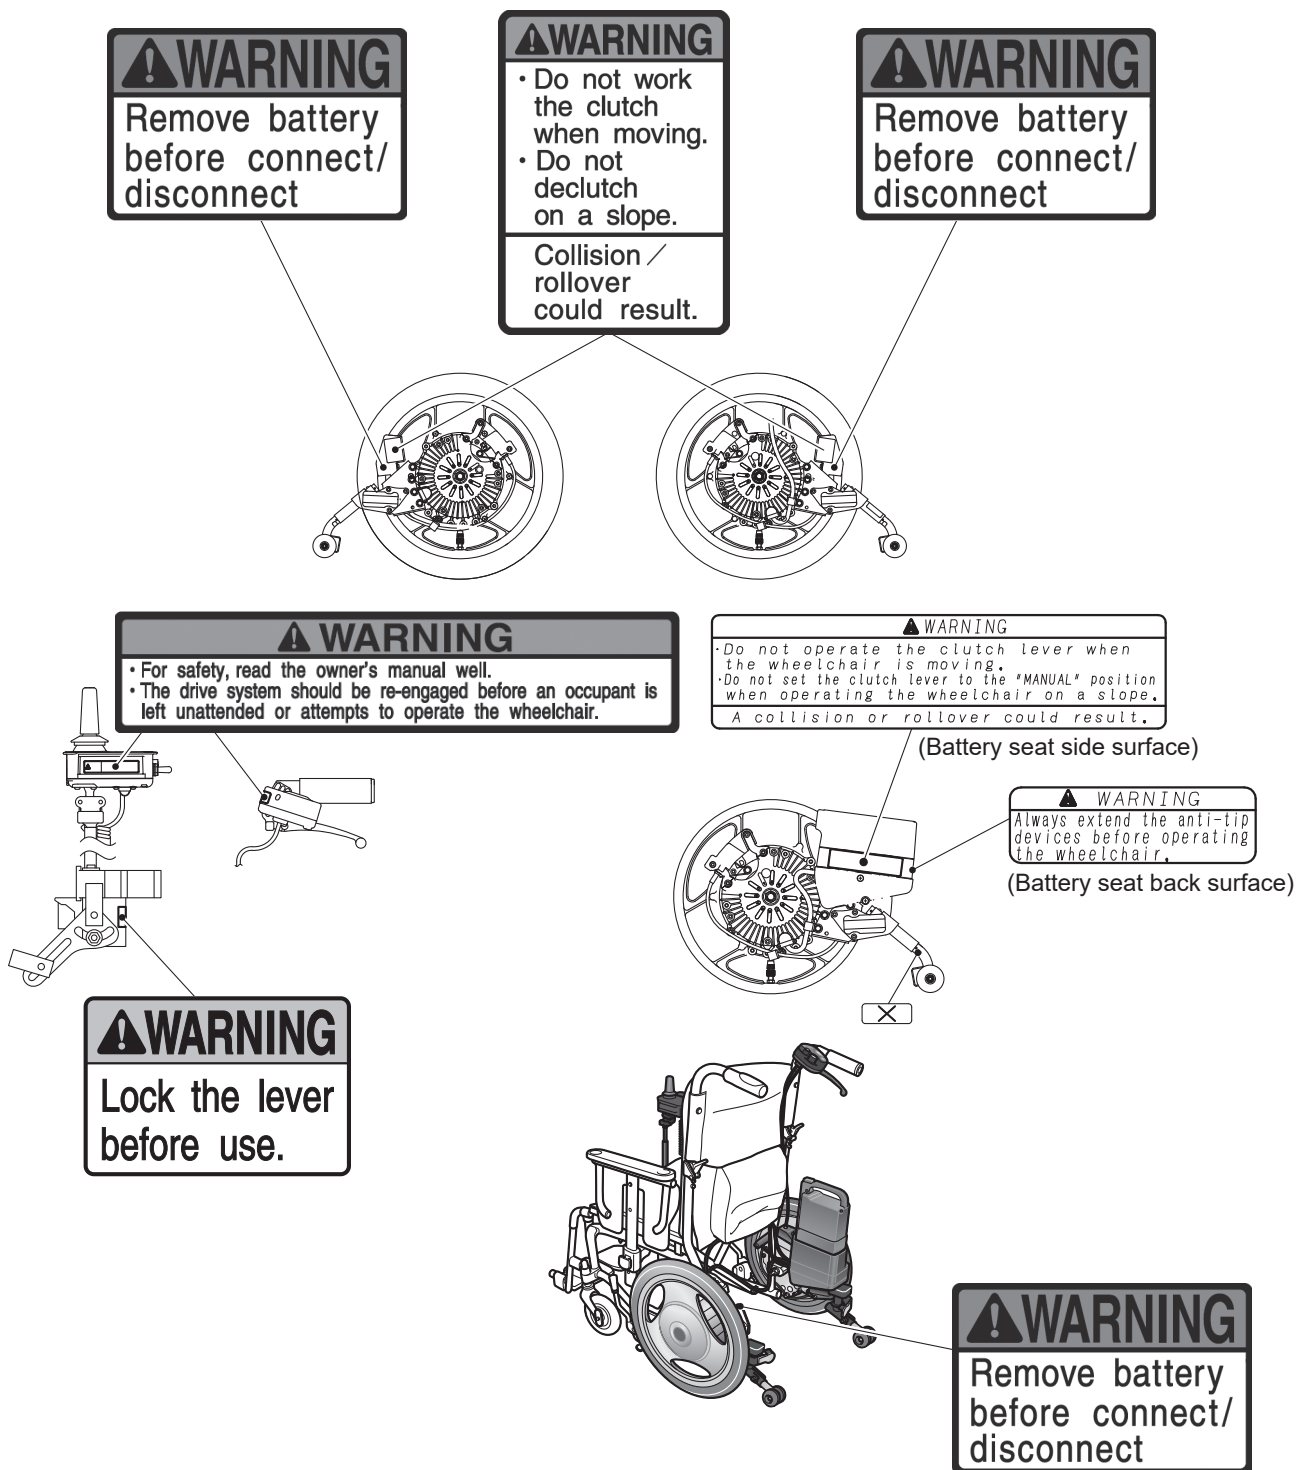 WARNING
Remove battery
before connect/
disconnect
WARNING
・Do not work
the clutch
when moving.
・Do not
declutch
on a slope.
Collision／
rollover
could result.
WARNING
Remove battery
before connect/
disconnect
WARNING
・For safety, read the owner's manual well.
・The drive system should be re-engaged before an occupant is
left unattended or attempts to operate the wheelchair.
WARNING
・Do not operate the clutch lever when
the wheelchair is moving.
・Do not set the clutch lever to the "MANUAL" position
when operating the wheelchair on a slope.
A collision or rollover could result.
(Battery seat side surface)
WARNING
Always extend the anti-tip
devices before operating
the wheelchair.
(Battery seat back surface)
WARNING
Lock the lever
before use.
WARNING
Remove battery
before connect/
disconnect